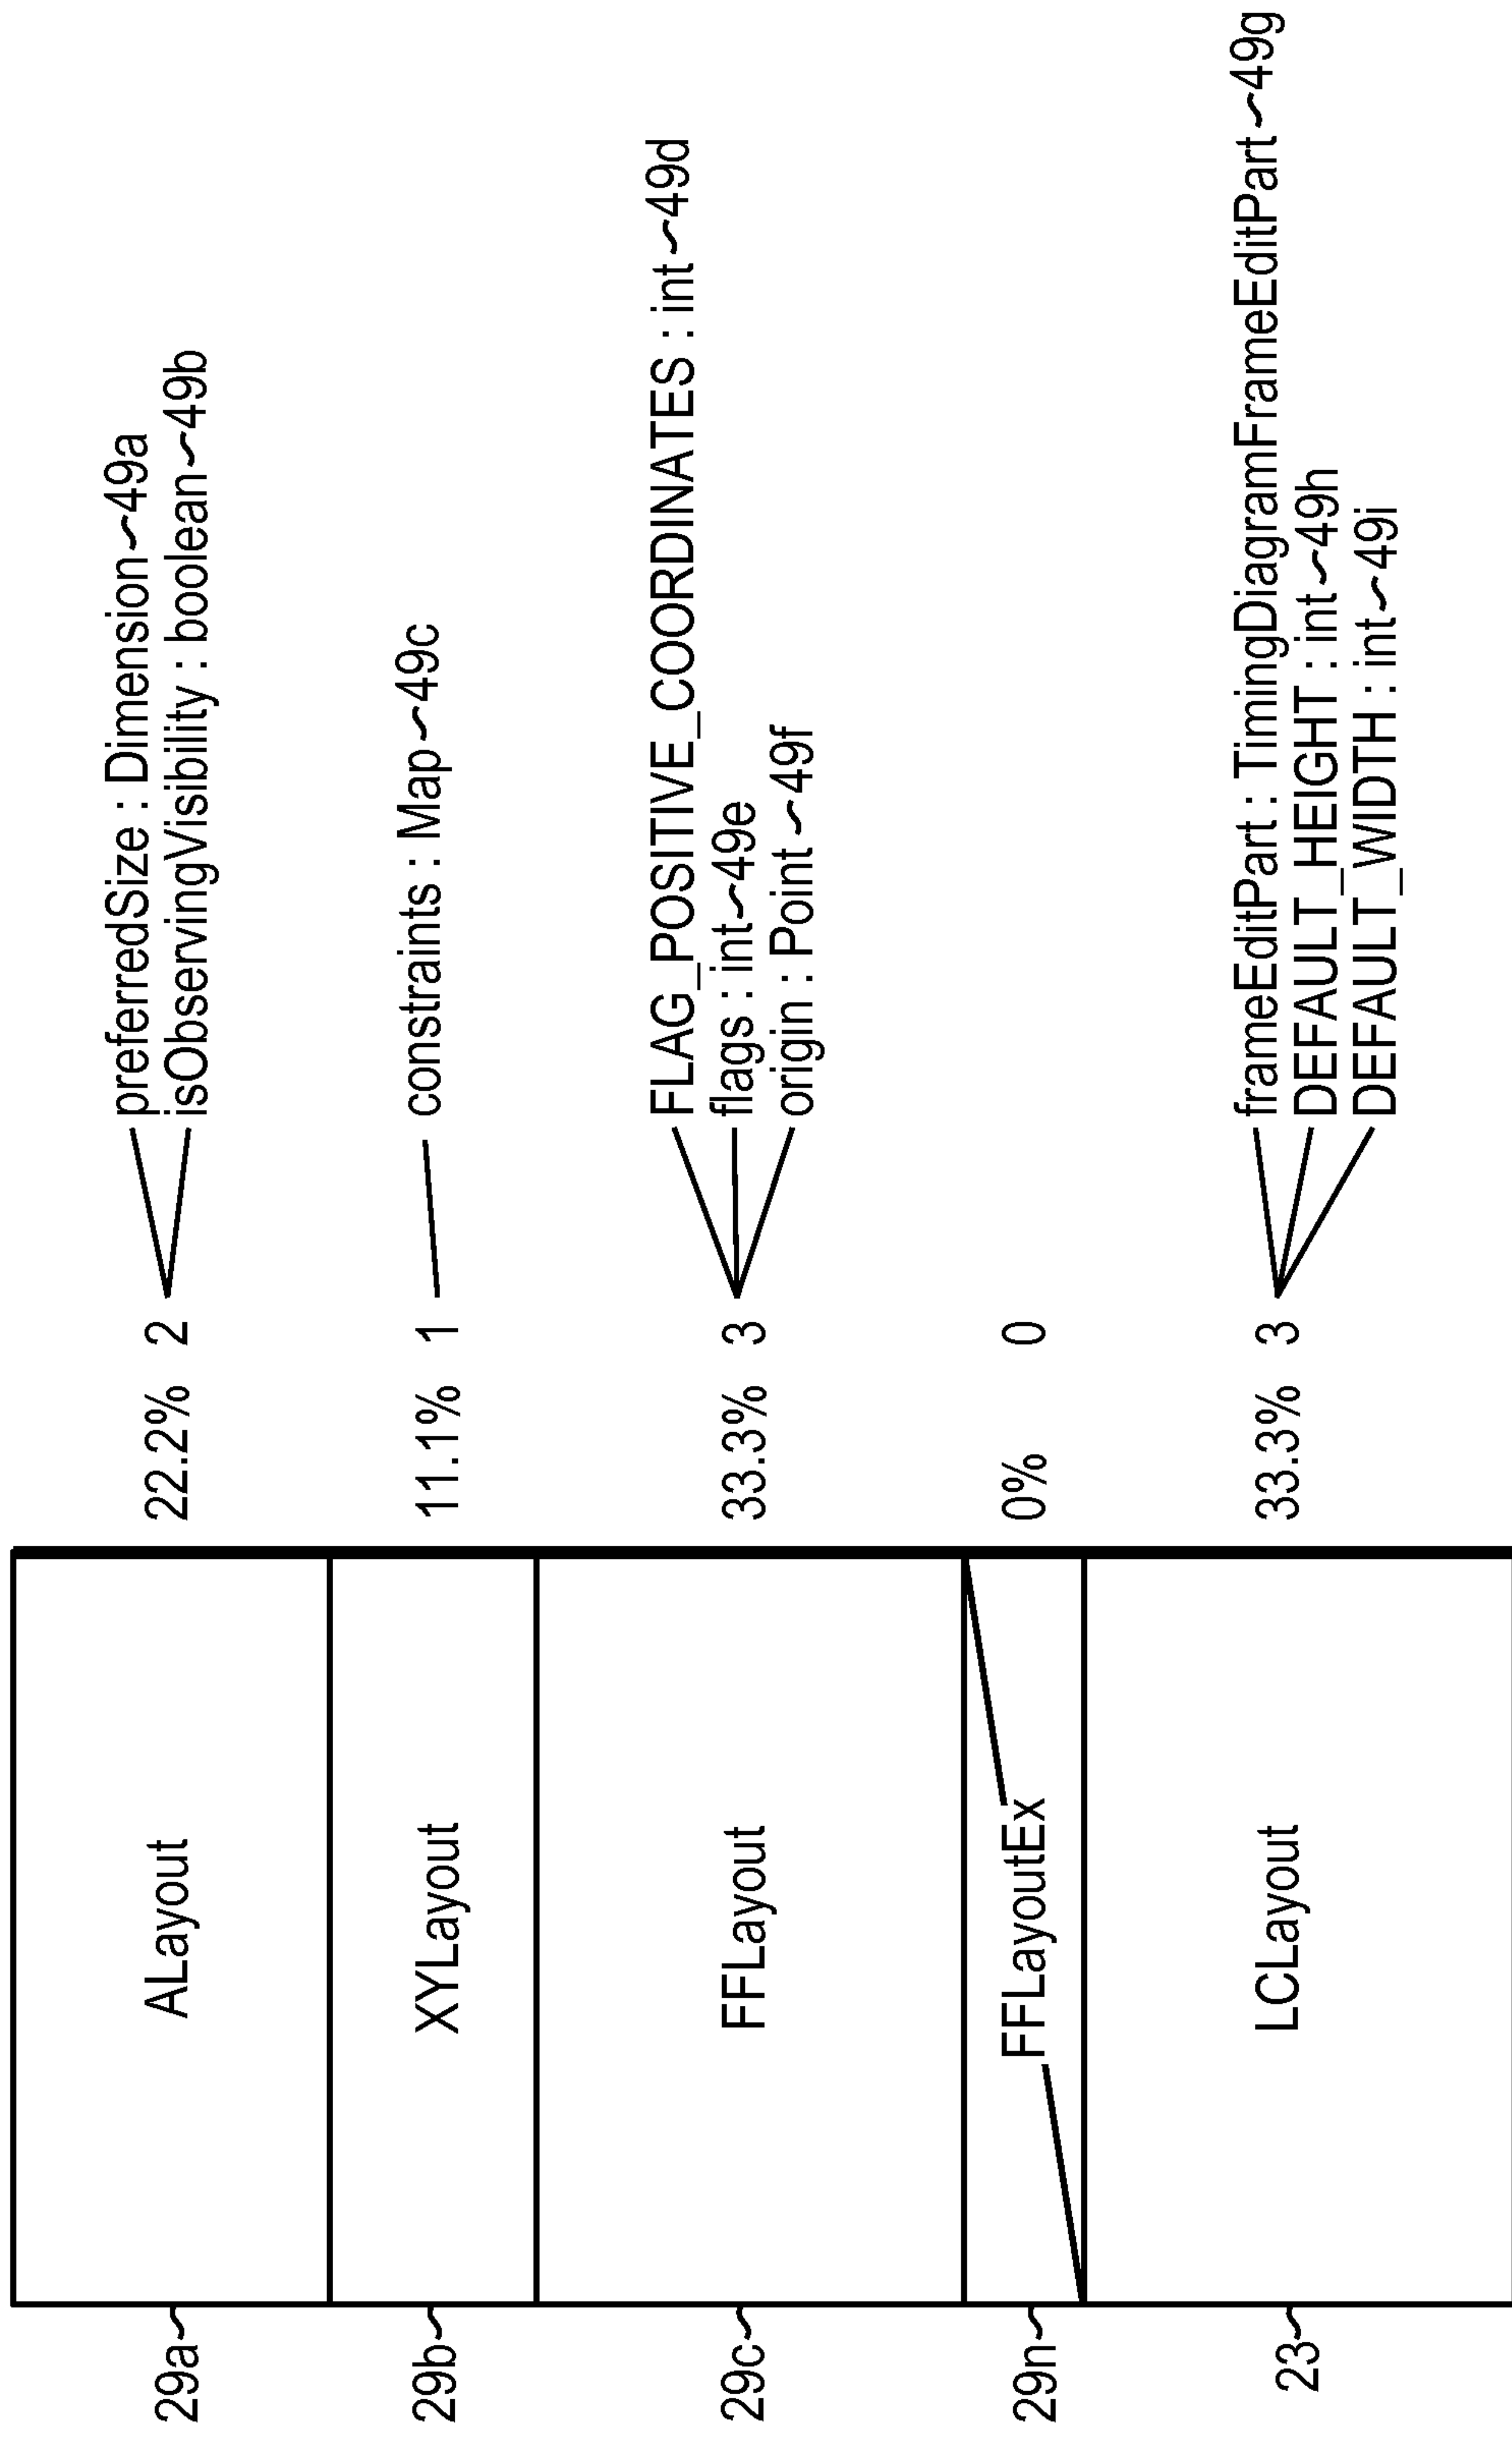 29a
ALayout
22.2% 2
preferredSize : Dimension 49a
isObservingVisibility : boolean 49b
29b
XYLayout
11.1% 1
constraints : Map 49c
29c
FFLayout
33.3% 3
FLAG_POSITIVE_COORDINATES : int 49d
flags : int 49e
origin : Point 49f
29n
FFLayoutEx
0% 0
23
LCLayout
33.3% 3
frameEditPart : TimingDiagramFrameEditPart 49g
DEFAULT_HEIGHT : int 49h
DEFAULT_WIDTH : int 49i